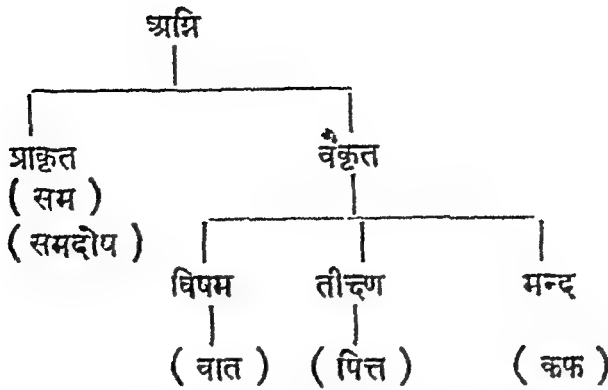 अग्नि
प्राकृत वैकृत
( सम )
( समदोष )
विषम तीक्ष्ण मन्द
( वात ) ( पित्त ) ( कफ )